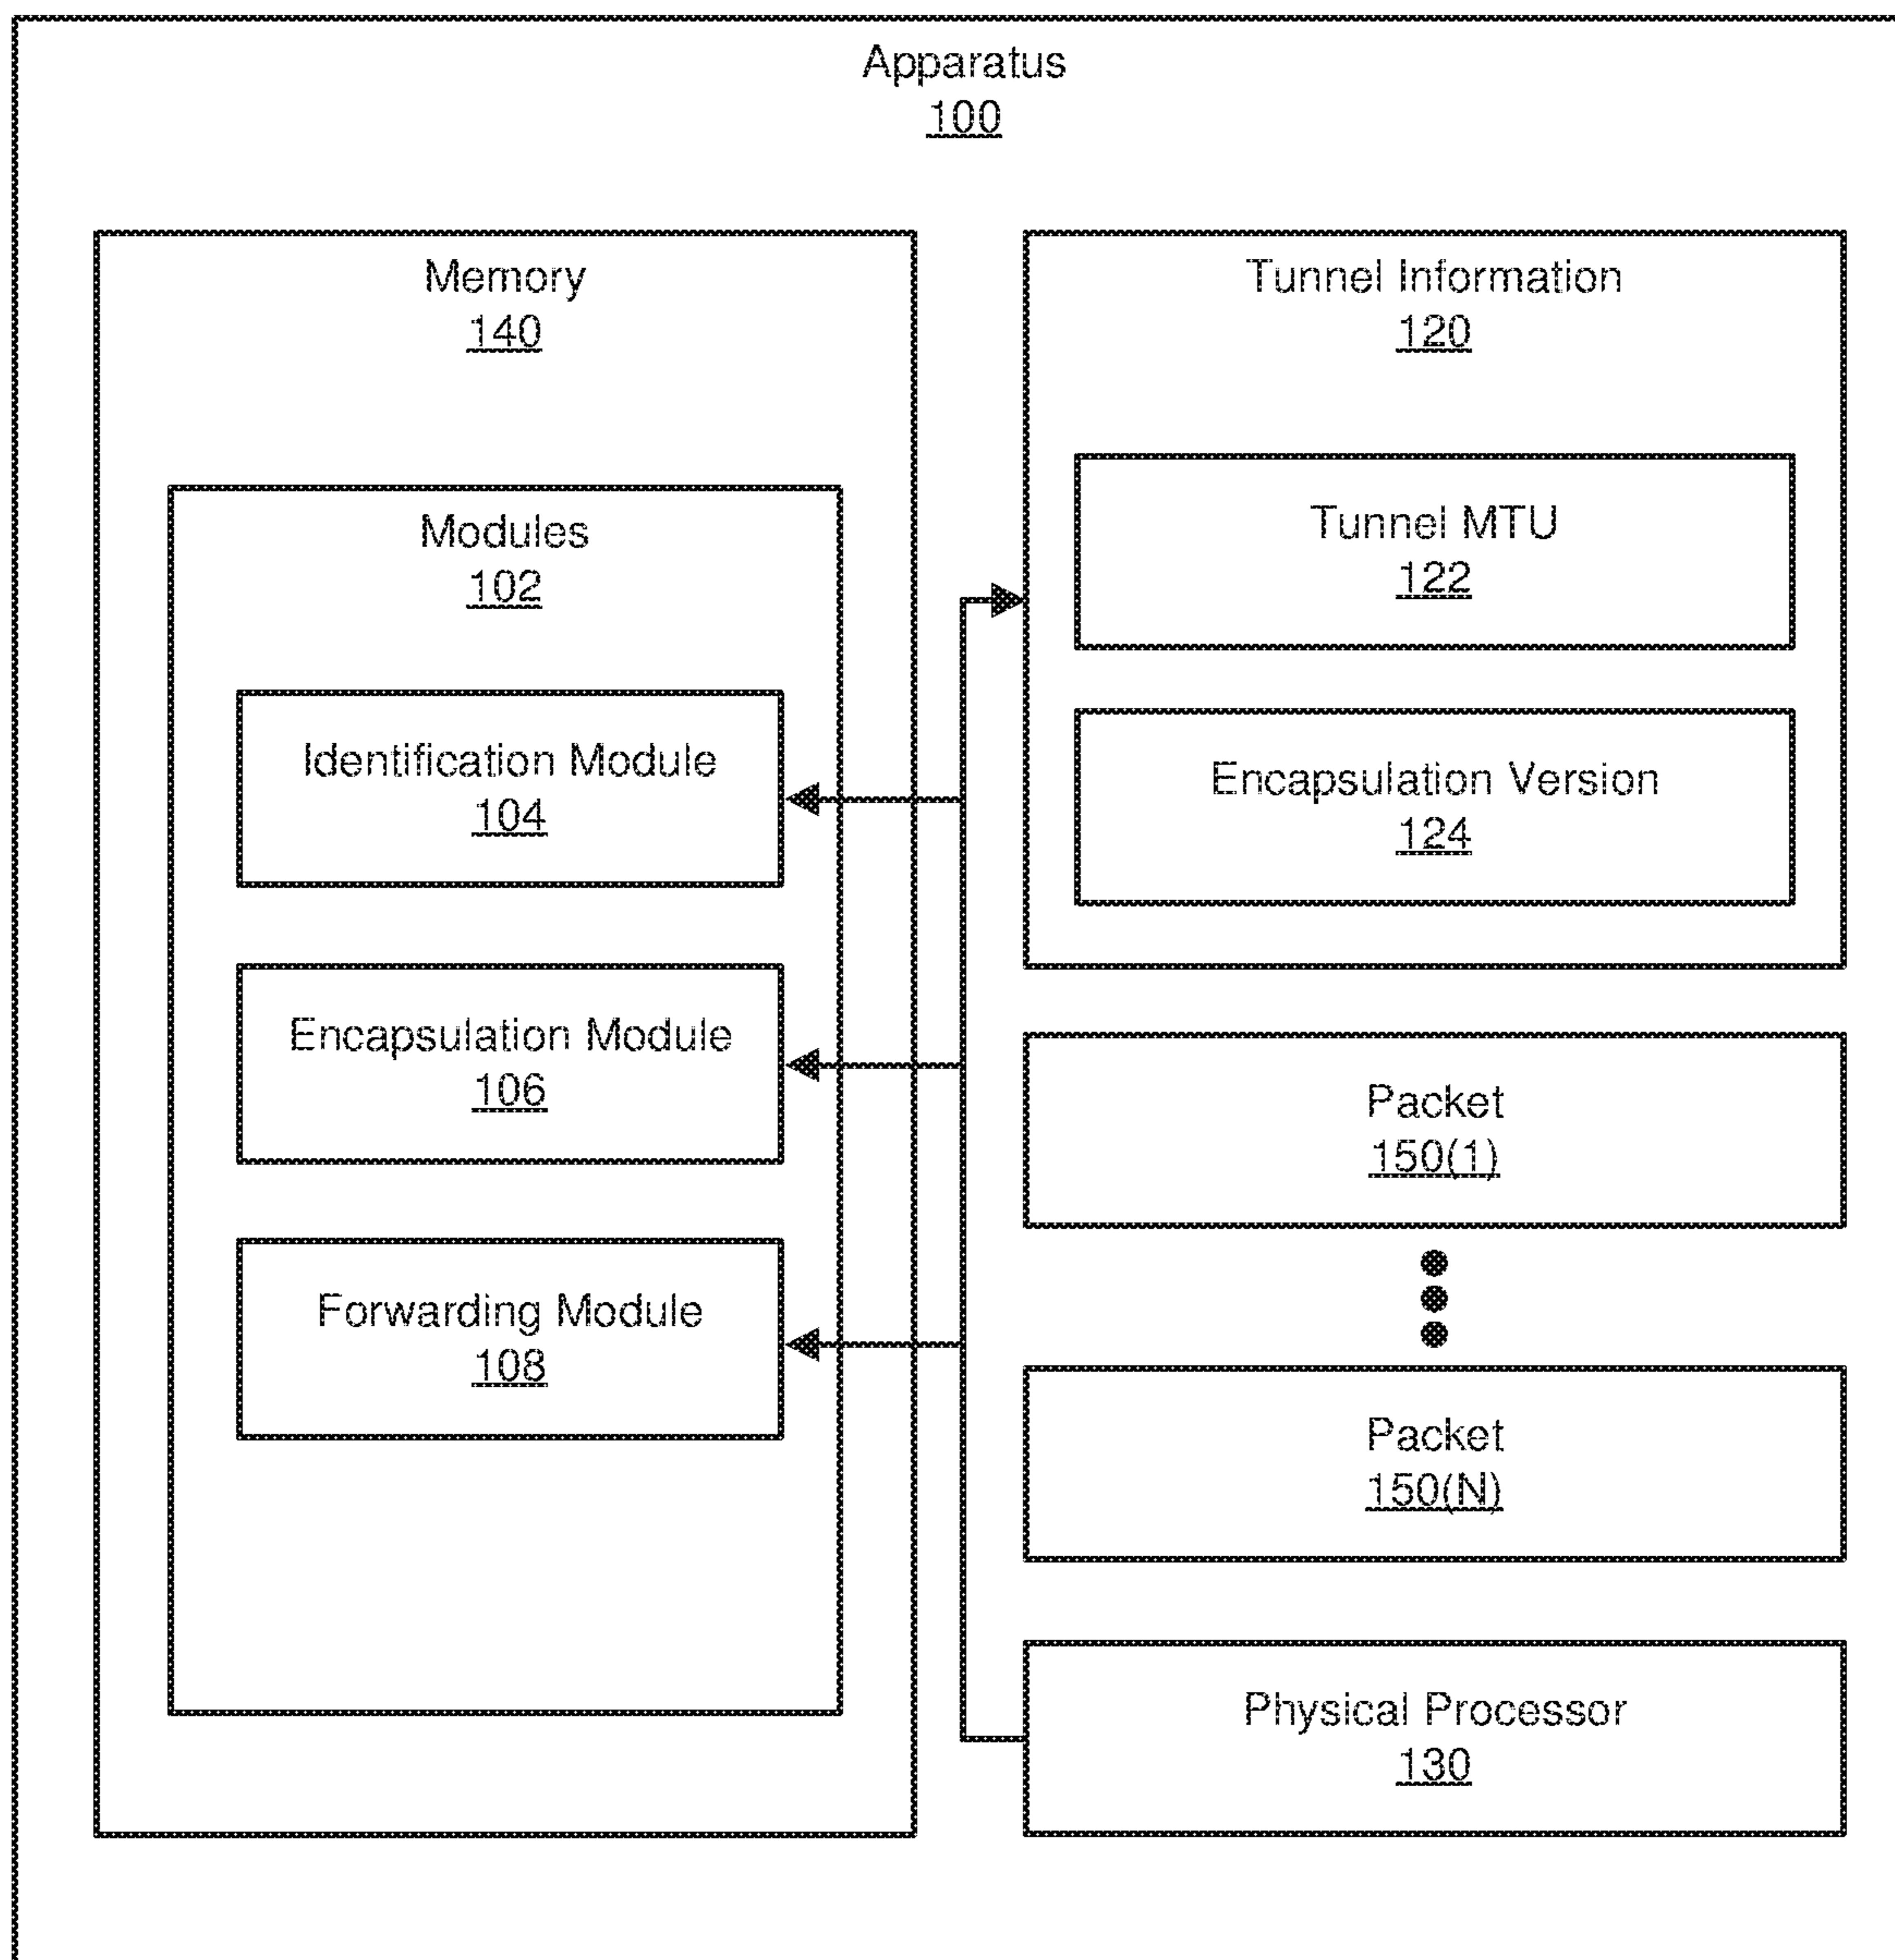 Apparatus
100
Memory
140
Modules
102
Identification Module
104
Encapsulation Module
106
Forwarding Module
108
Tunnel Information
120
Tunnel MTU
122
Encapsulation Version
124
Packet
150(1)
Packet
150(N)
Physical Processor
130